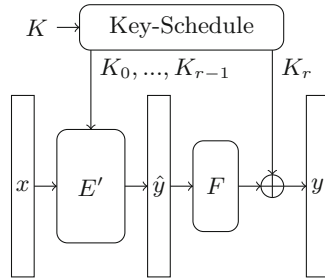 K Key-Schedule
K_0, ..., K_{r-1} K_r
x E′ ŷ F y